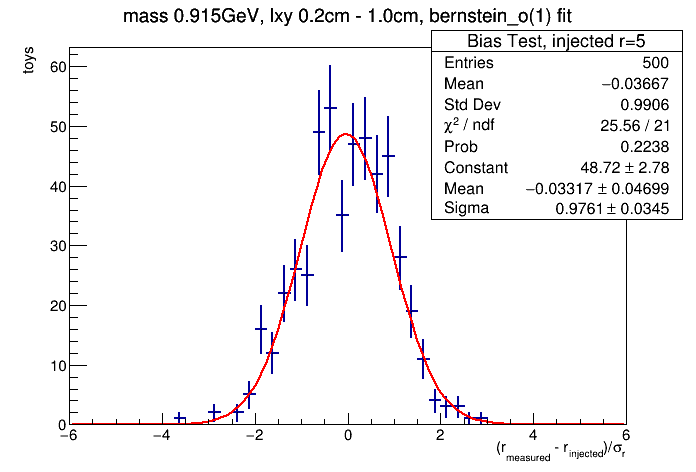 mass 0.915GeV, lxy 0.2cm - 1.0cm, bernstein_o(1) fit
Bias Test, injected r=5
Entries 500
Mean −0.03667
Std Dev 0.9906
χ² / ndf 25.56 / 21
Prob 0.2238
Constant 48.72 ± 2.78
Mean −0.03317 ± 0.04699
Sigma 0.9761 ± 0.0345
toys
60
50
40
30
20
10
0
−6 −4 −2 0 2 4 6
(r_measured - r_injected)/σ_r